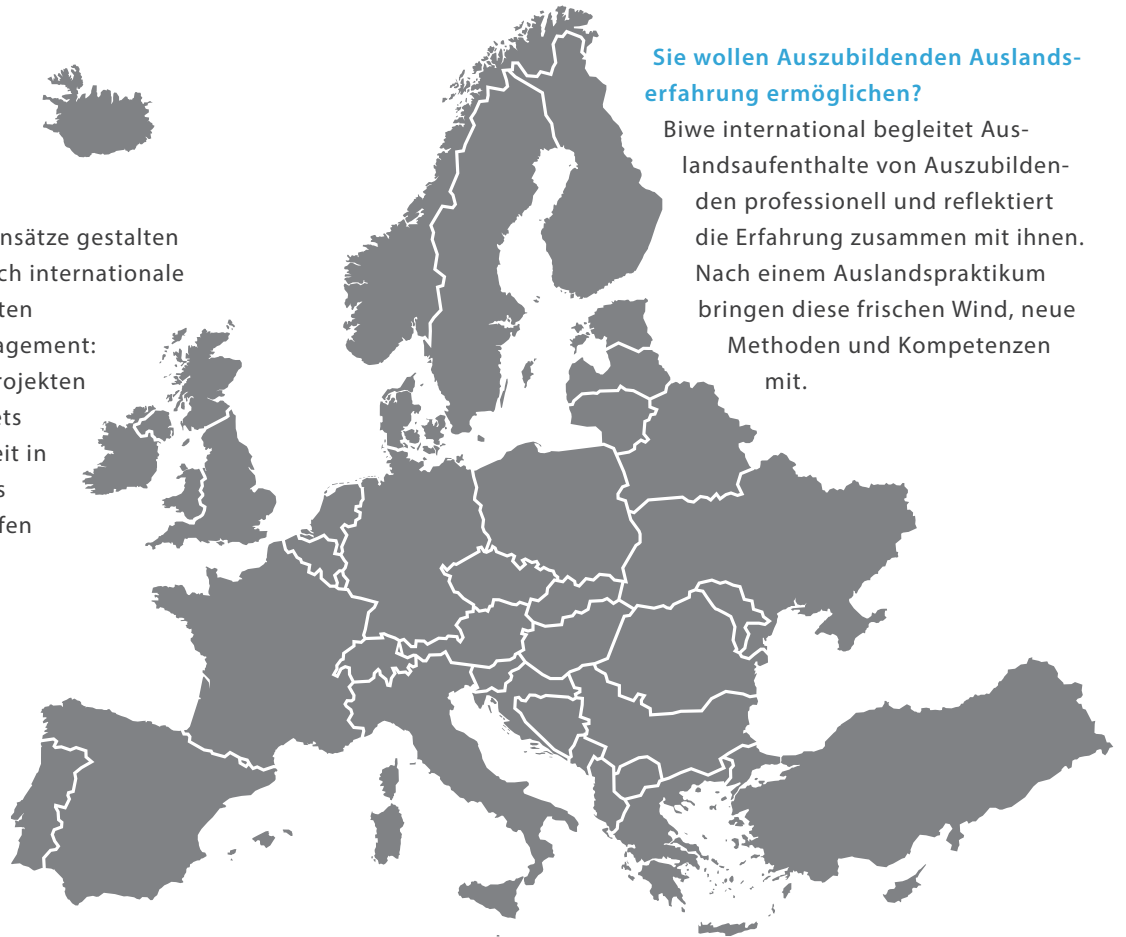 nsätze gestalten
ch internationale
ten
agement:
rojekten
ets
eit in
s
fen
Sie wollen Auszubildenden Auslands-
erfahrung ermöglichen?
Biwe international begleitet Aus-
landsaufenthalte von Auszubilden-
den professionell und reflektiert
die Erfahrung zusammen mit ihnen.
Nach einem Auslandspraktikum
bringen diese frischen Wind, neue
Methoden und Kompetenzen
mit.